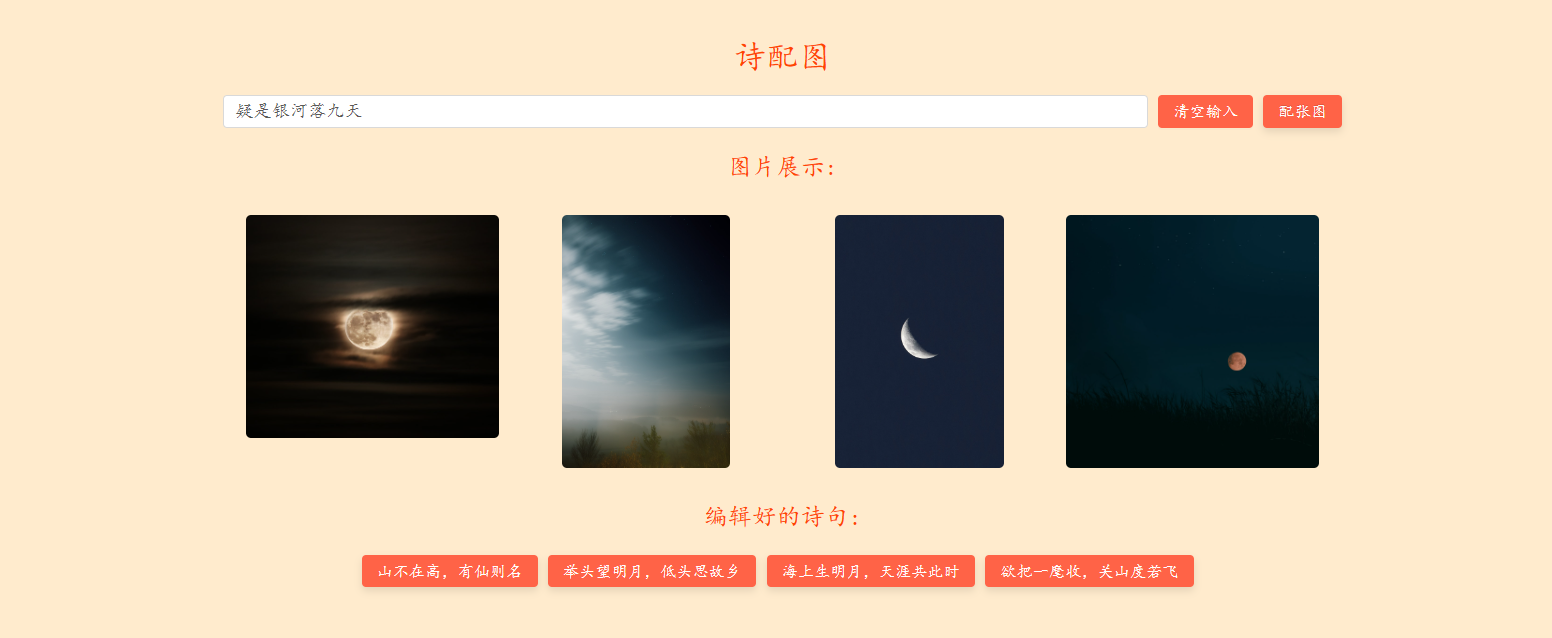 诗配图
疑是银河落九天 清空输入 配张图
图片展示：
编辑好的诗句：
山不在高，有仙则名 举头望明月，低头思故乡 海上生明月，天涯共此时 欲把一麾收，关山度若飞